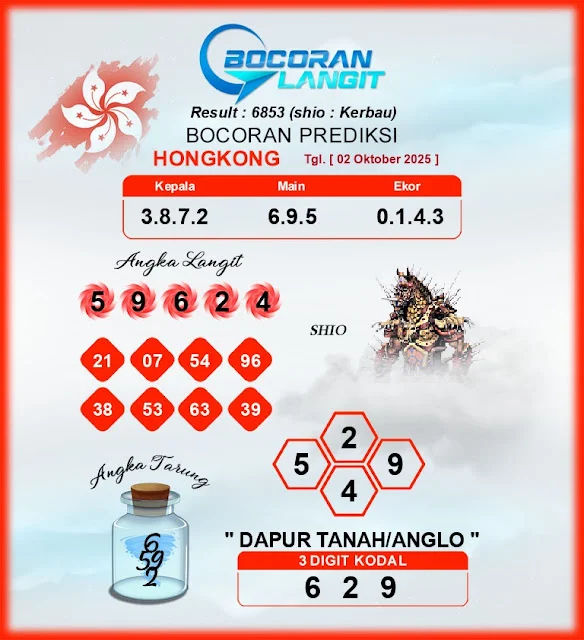 BOCORAN
LANGIT
Result : 6853 (shio : Kerbau)
BOCORAN PREDIKSI
HONGKONG Tgl. [ 02 Oktober 2025 ]
Kepala Main Ekor
3.8.7.2 6.9.5 0.1.4.3
Angka Langit
5 9 6 2 4
SHIO
21 07 54 96
38 53 63 39
2
5 9
4
Angka Tarung
6
59
2
" DAPUR TANAH/ANGLO "
3 DIGIT KODAL
6 2 9